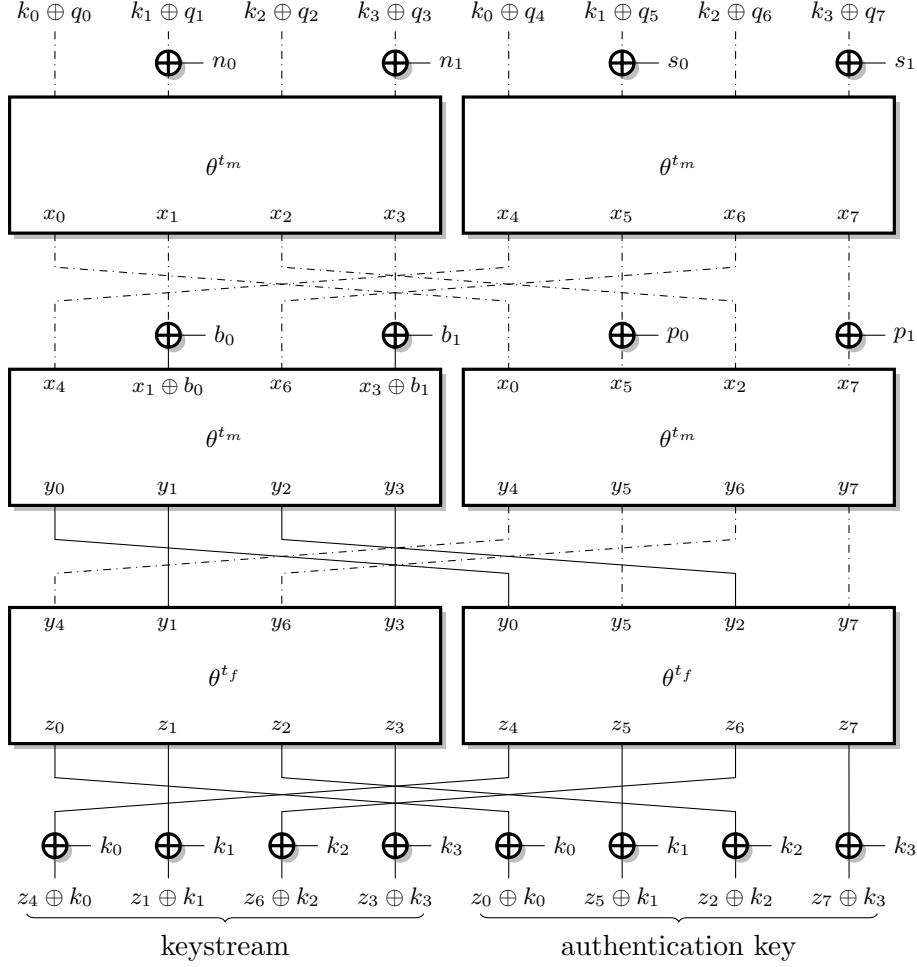 k₀ ⊕ q₀ k₁ ⊕ q₁ k₂ ⊕ q₂ k₃ ⊕ q₃ k₀ ⊕ q₄ k₁ ⊕ q₅ k₂ ⊕ q₆ k₃ ⊕ q₇
n₀ n₁ s₀ s₁
θ^{t_m} θ^{t_m}
x₀ x₁ x₂ x₃ x₄ x₅ x₆ x₇
b₀ b₁ p₀ p₁
x₄ x₁ ⊕ b₀ x₆ x₃ ⊕ b₁ x₀ x₅ x₂ x₇
θ^{t_m} θ^{t_m}
y₀ y₁ y₂ y₃ y₄ y₅ y₆ y₇
y₄ y₁ y₆ y₃ y₀ y₅ y₂ y₇
θ^{t_f} θ^{t_f}
z₀ z₁ z₂ z₃ z₄ z₅ z₆ z₇
k₀ k₁ k₂ k₃ k₀ k₁ k₂ k₃
z₄ ⊕ k₀ z₁ ⊕ k₁ z₆ ⊕ k₂ z₃ ⊕ k₃ z₀ ⊕ k₀ z₅ ⊕ k₁ z₂ ⊕ k₂ z₇ ⊕ k₃
keystream authentication key